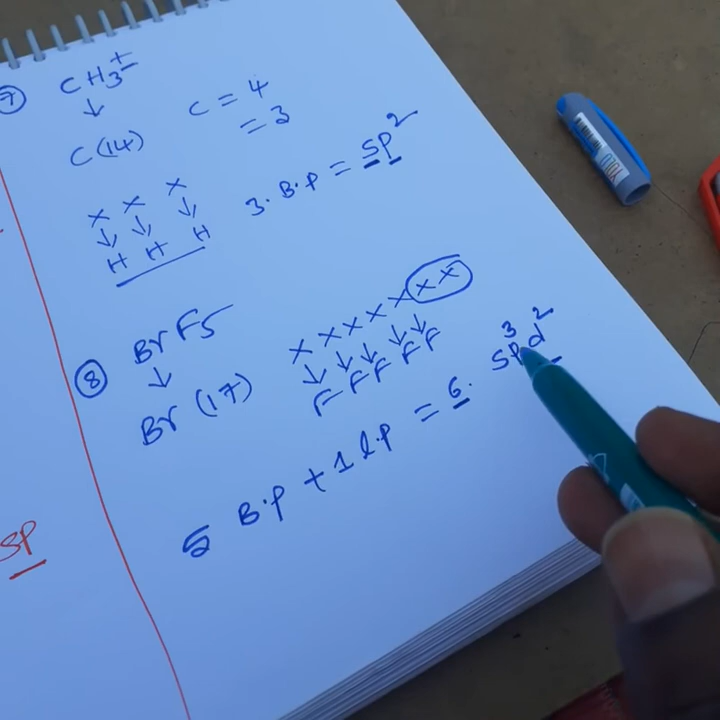 7 CH3+
↓
C(14)
C = 4
= 3
x x x
↓ ↓ ↓
H H H
3. B.p = sp2
8 BrF5
↓
Br (17)
x x x x x x x
↓ ↓ ↓ ↓ ↓
F F F F F
5 B.p + 1 l.p = 6. sp3d2
sp